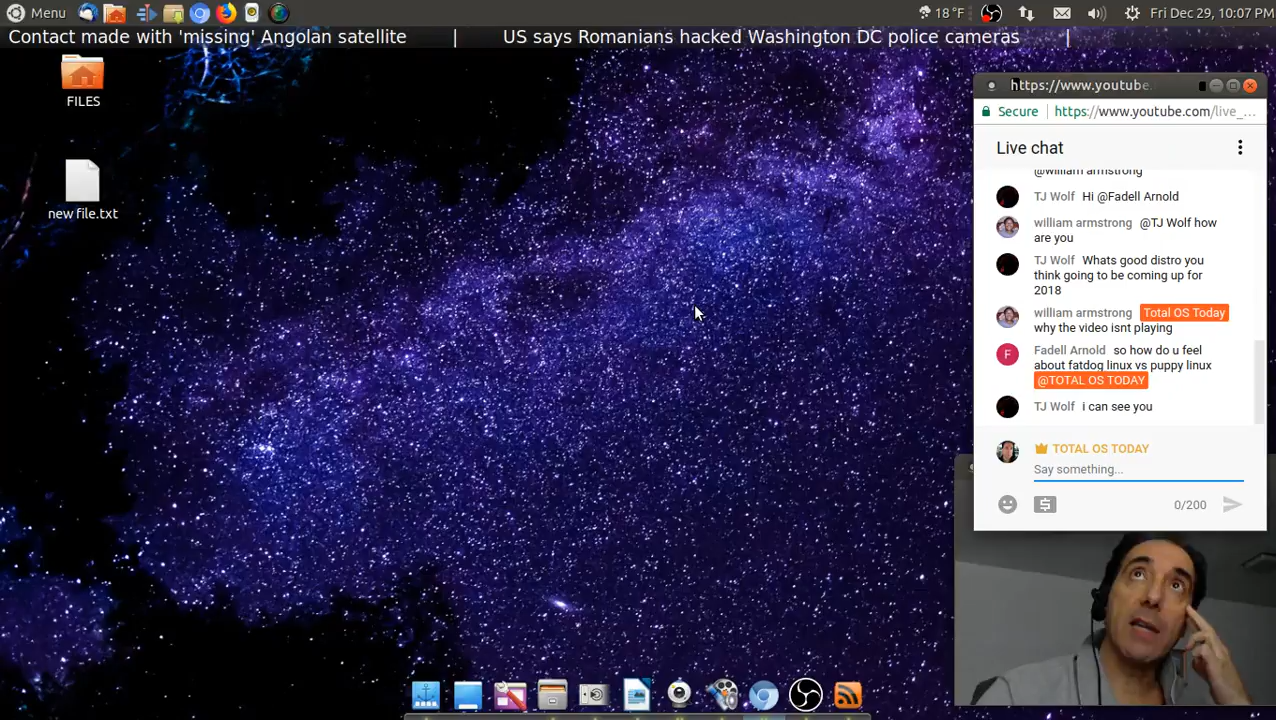 Menu 18 °F Fri Dec 29, 10:07 PM
Contact made with 'missing' Angolan satellite | US says Romanians hacked Washington DC police cameras |
FILES
new file.txt
https://www.youtube.
Secure https://www.youtube.com/live_...
Live chat
@william armstrong
TJ Wolf Hi @Fadell Arnold
william armstrong @TJ Wolf how
are you
TJ Wolf Whats good distro you
think going to be coming up for
2018
william armstrong Total OS Today
why the video isnt playing
F
Fadell Arnold so how do u feel
about fatdog linux vs puppy linux
@TOTAL OS TODAY
TJ Wolf i can see you
TOTAL OS TODAY
Say something...
0/200